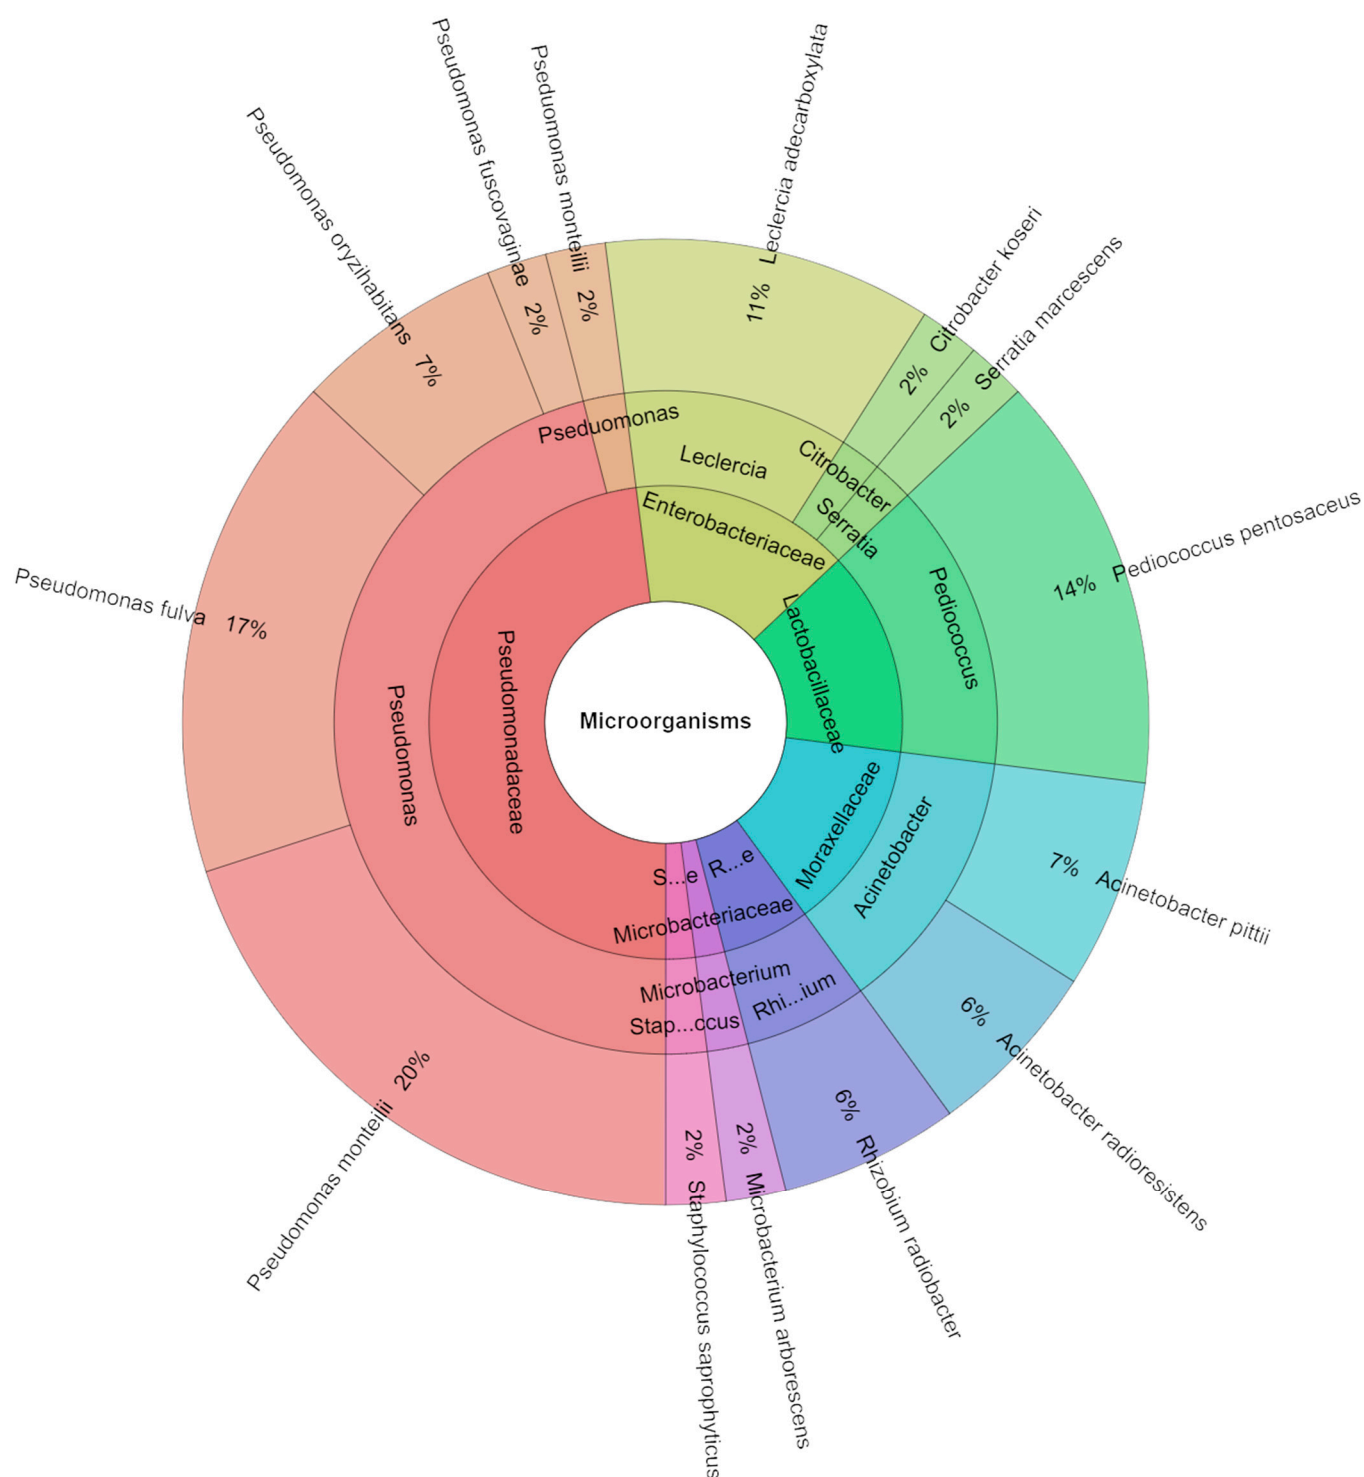 Microorganisms
Pseudomonadaceae
Enterobacteriaceae
Lactobacillaceae
Moraxellaceae
R...e
Microbacteriaceae
S...e
Pseudomonas
Pseduomonas
Leclercia
Citrobacter
Serratia
Pediococcus
Acinetobacter
Rhi...ium
Microbacterium
Stap...ccus
Pseudomonas monteilii 20%
Pseudomonas fulva 17%
Pseudomonas oryzihabitans 7%
Pseudomonas fuscovaginae 2%
Pseduomonas monteilii 2%
11% Leclercia adecarboxylata
2% Citrobacter koseri
2% Serratia marcescens
14% Pediococcus pentosaceus
7% Acinetobacter pittii
6% Acinetobacter radioresistens
6% Rhizobium radiobacter
2% Microbacterium arborescens
2% Staphylococcus saprophyticus